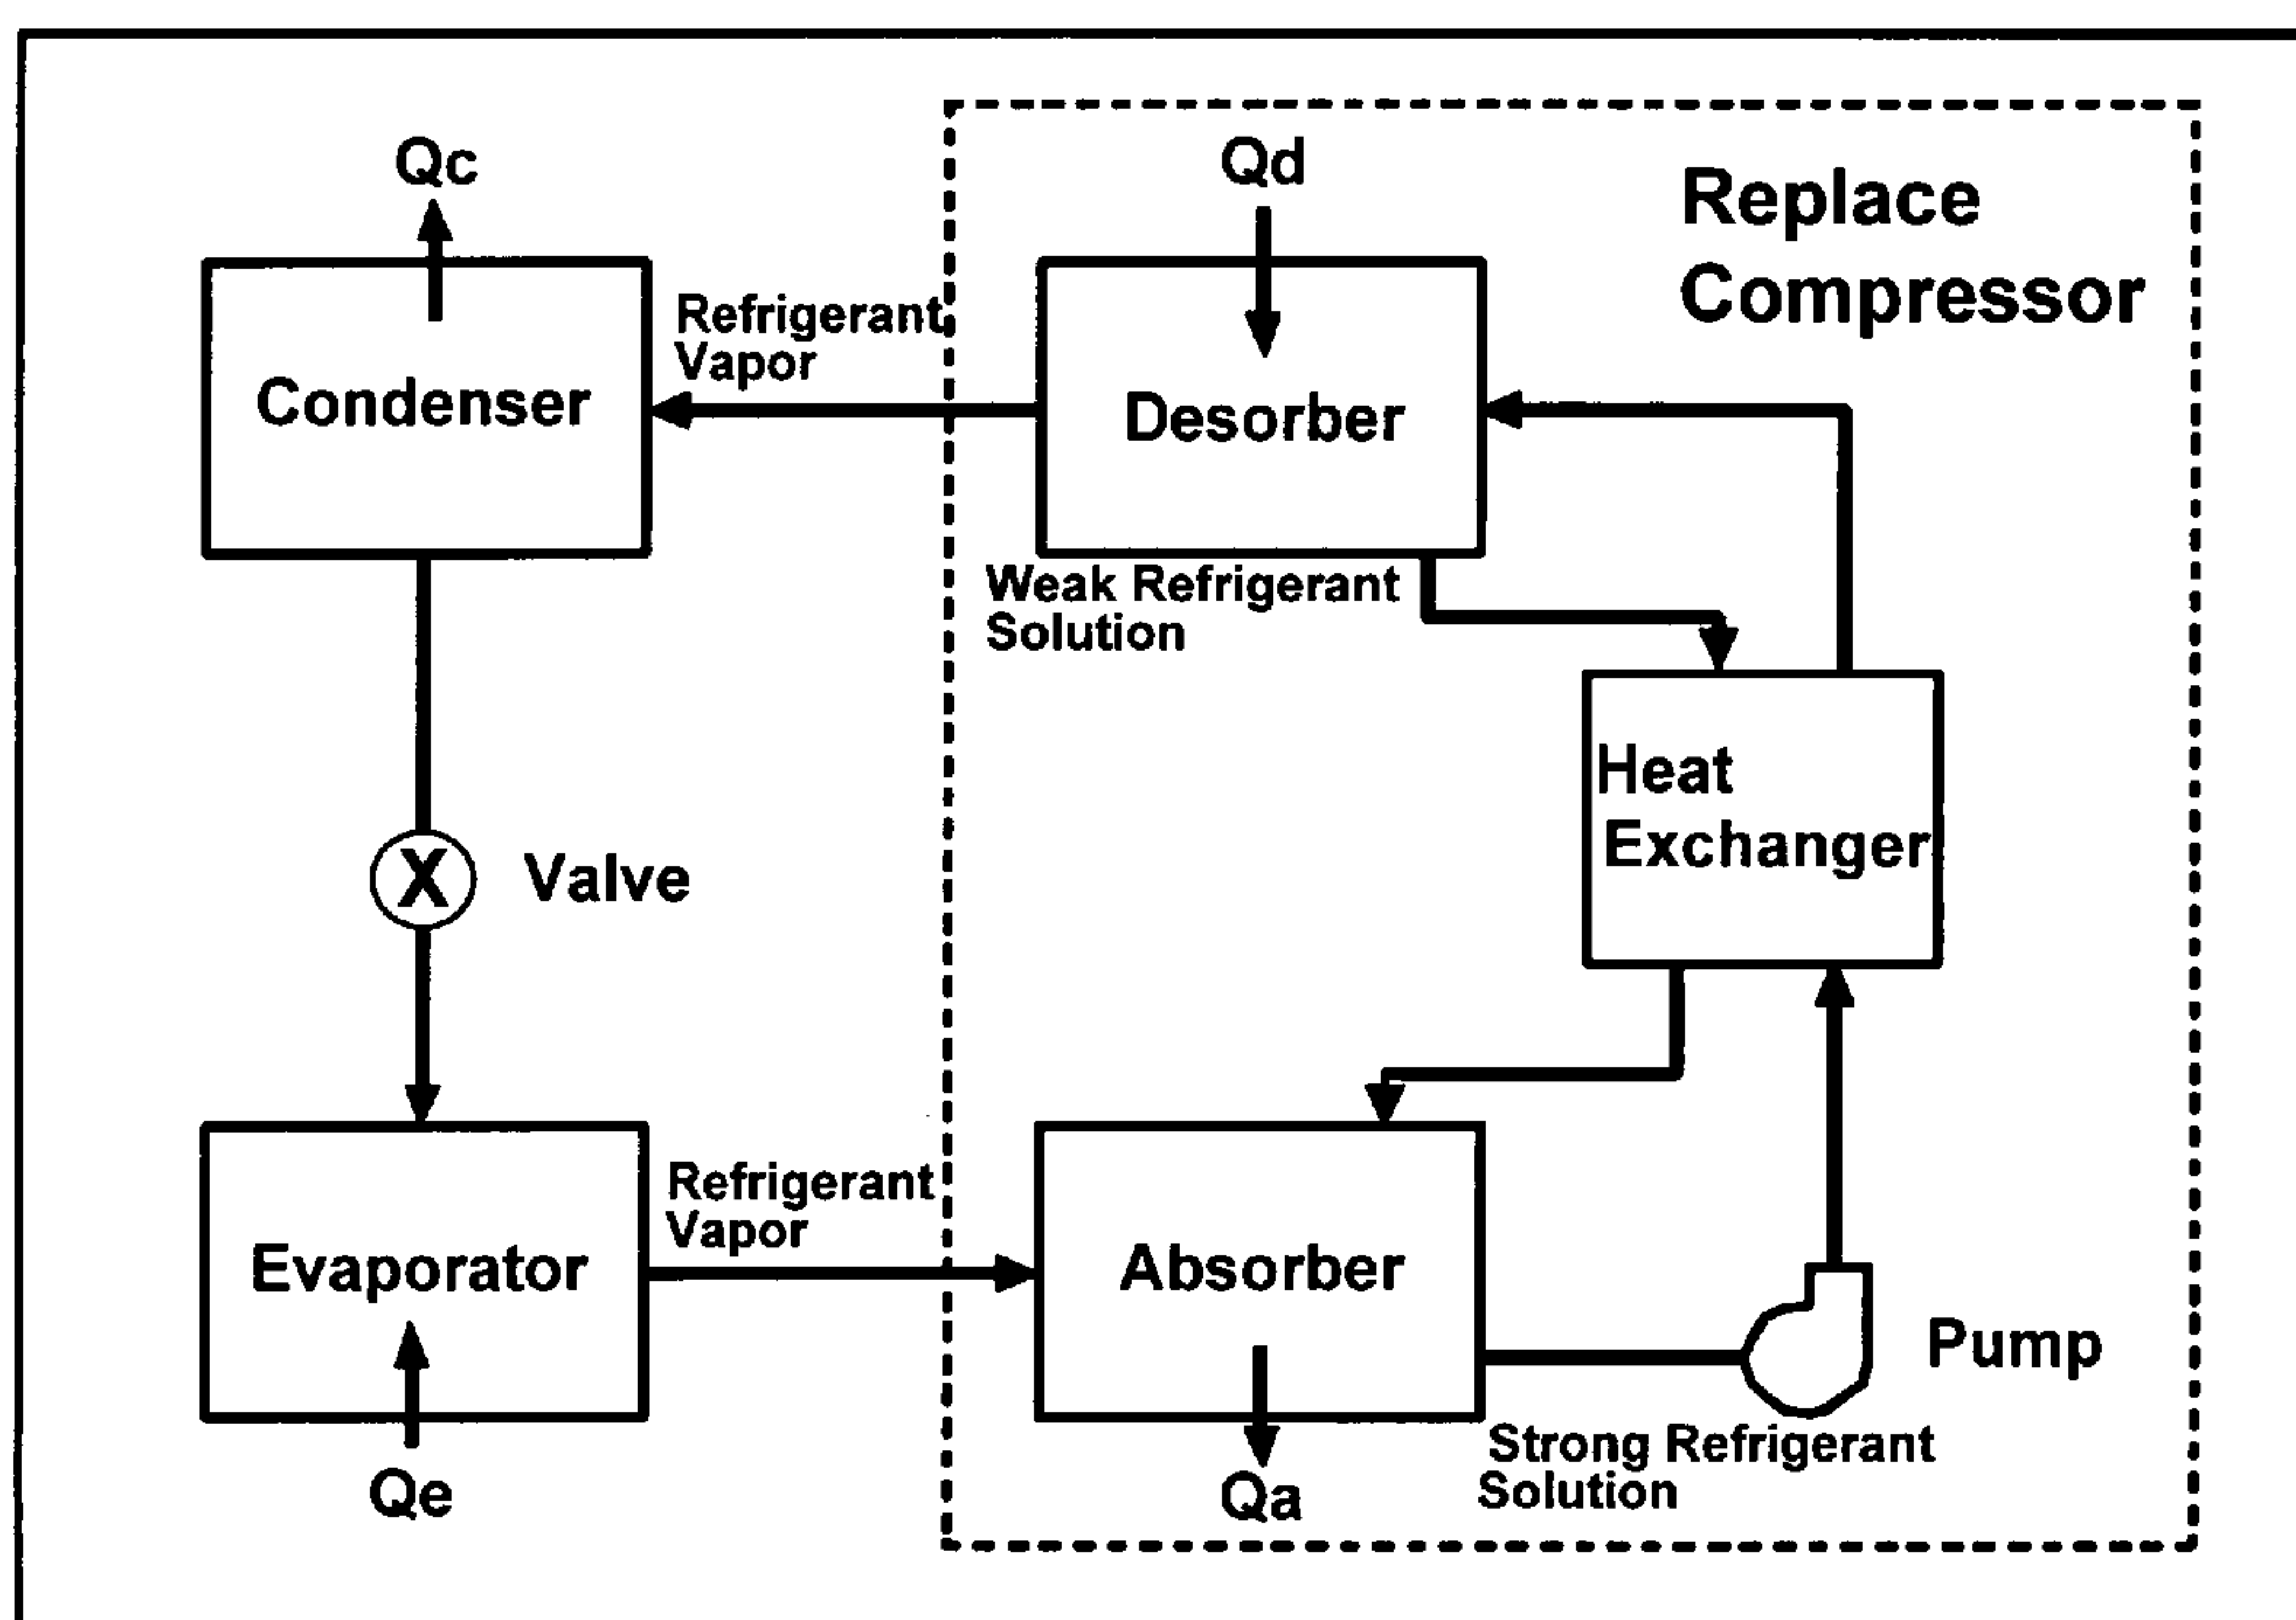 Qc
Qd
Replace
Compressor
Refrigerant
Vapor
Condenser
Desorber
Weak Refrigerant
Solution
Heat
Exchanger
X
Valve
Refrigerant
Vapor
Evaporator
Absorber
Pump
Strong Refrigerant
Solution
Qe
Qa